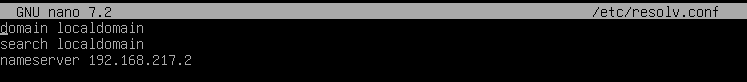 GNU nano 7.2 /etc/resolv.conf
domain localdomain
search localdomain
nameserver 192.168.217.2